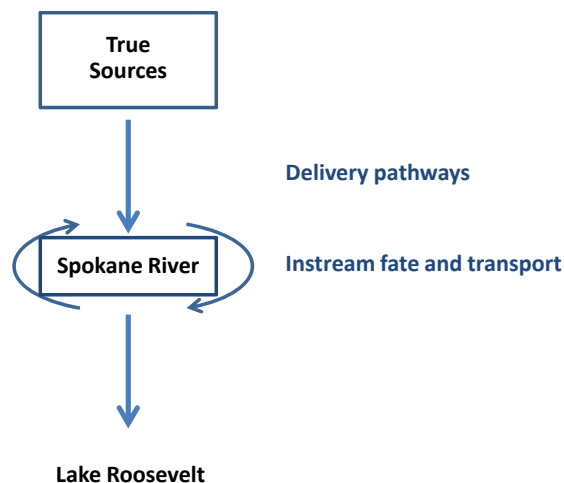 True
Sources
Delivery pathways
Spokane River
Instream fate and transport
Lake Roosevelt